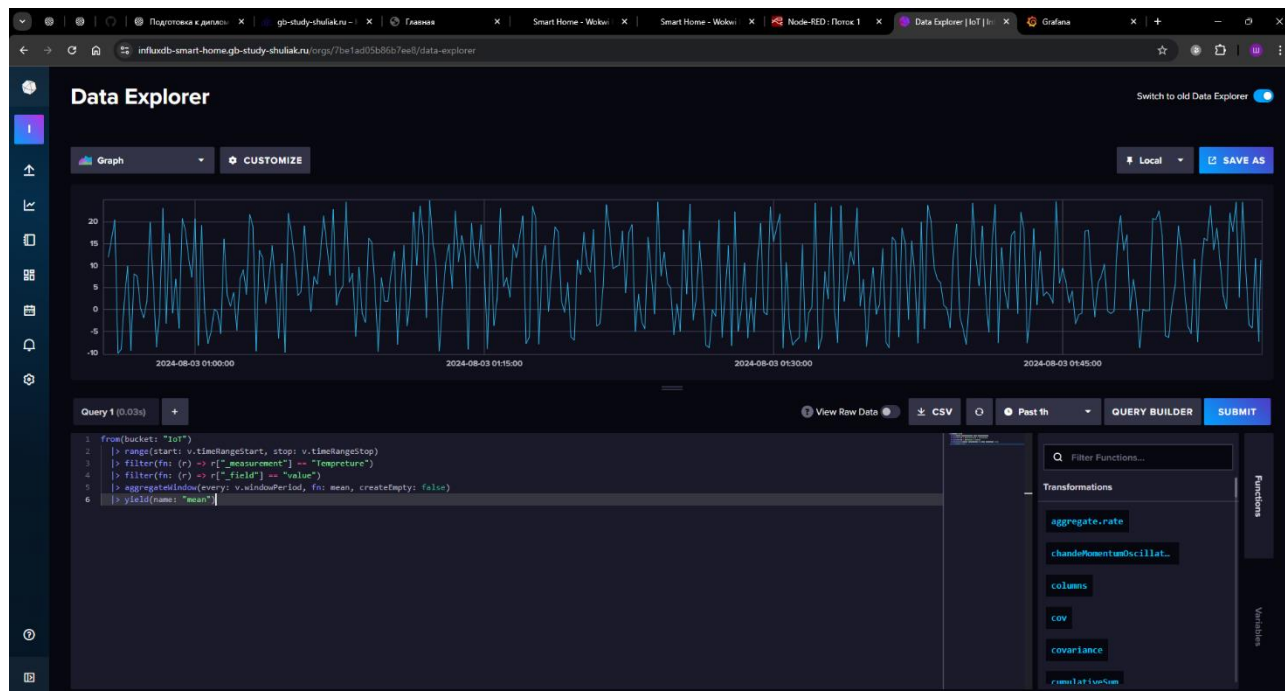 Подготовка к диплом
gb-study-shuliak.ru –
Главная
Smart Home - Wokwi
Smart Home - Wokwi
Node-RED : Поток 1
Data Explorer | IoT | In
Grafana
influxdb-smart-home.gb-study-shuliak.ru/orgs/7be1ad05b86b7ee8/data-explorer
Ш
Data Explorer
Switch to old Data Explorer
I
Graph
CUSTOMIZE
Local
SAVE AS
20
15
10
5
0
-5
-10
2024-08-03 01:00:00
2024-08-03 01:15:00
2024-08-03 01:30:00
2024-08-03 01:45:00
Query 1 (0.03s)
+
View Raw Data
CSV
Past 1h
QUERY BUILDER
SUBMIT
1 from(bucket: "IoT")
2 |> range(start: v.timeRangeStart, stop: v.timeRangeStop)
3 |> filter(fn: (r) => r["_measurement"] == "Tempreture")
4 |> filter(fn: (r) => r["_field"] == "value")
5 |> aggregateWindow(every: v.windowPeriod, fn: mean, createEmpty: false)
6 |> yield(name: "mean")
Filter Functions...
Transformations
aggregate.rate
chandeMomentumOscillat…
columns
cov
covariance
cumulativeSum
Functions
Variables